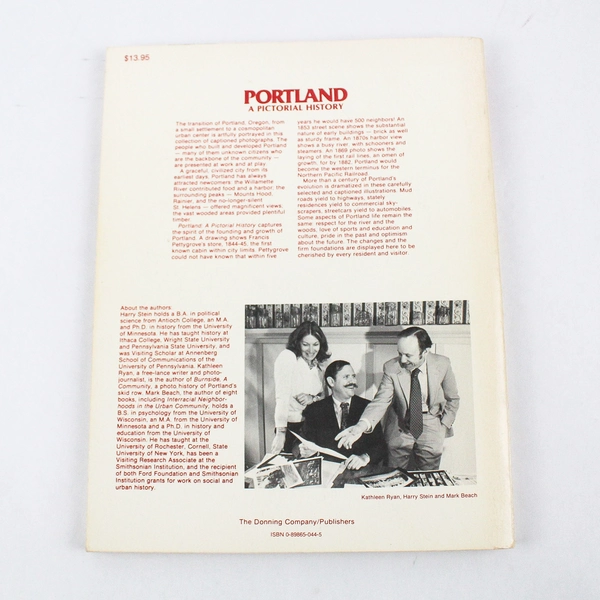 $13.95
PORTLAND
A PICTORIAL HISTORY
The transition of Portland, Oregon, from
a small settlement to a cosmopolitan
urban center is artfully portrayed in this
collection of captioned photographs. The
people who built and developed Portland
— many of them unknown citizens who
are the backbone of the community —
are presented at work and at play.
A graceful, civilized city from its
earliest days, Portland has always
attracted newcomers: the Willamette
River contributed food and a harbor; the
surrounding peaks — Mounts Hood,
Rainier, and the no-longer-silent
St. Helens — offered magnificent views;
the vast wooded areas provided plentiful
timber.
Portland: A Pictorial History captures
the spirit of the founding and growth of
Portland. A drawing shows Francis
Pettygrove's store, 1844-45, the first
known cabin within city limits. Pettygrove
could not have known that within five
years he would have 500 neighbors! An
1853 street scene shows the substantial
nature of early buildings — brick as well
as sturdy frame. An 1870s harbor view
shows a busy river, with schooners and
steamers. An 1868 photo shows the
laying of the first rail lines, an omen of
growth, for by 1882, Portland would
become the western terminus for the
Northern Pacific Railroad.
More than a century of Portland's
evolution is dramatized in these carefully
selected and captioned illustrations. Mud
roads yield to highways, stately
residences yield to commercial sky-
scrapers, streetcars yield to automobiles.
Some aspects of Portland life remain the
same: respect for the river and the
woods, love of sports and education and
culture, pride in the past and optimism
about the future. The changes and the
firm foundations are displayed here to be
cherished by every resident and visitor.
About the authors
Harry Stein holds a B.A. in political
science from Antioch College, an M.A.
and Ph.D. in history from the University
of Minnesota. He has taught history at
Ithaca College, Wright State University
and Pennsylvania State University, and
was Visiting Scholar at Annenberg
School of Communications of the
University of Pennsylvania. Kathleen
Ryan, a free-lance writer and photo-
journalist, is the author of Burnside, A
Community, a photo history of Portland's
skid row. Mark Beach, the author of eight
books, including Interracial Neighbor-
hoods in the Urban Community, holds a
B.S. in psychology from the University of
Wisconsin, an M.A. from the University of
Minnesota and a Ph.D. in history and
education from the University of
Wisconsin. He has taught at the
University of Rochester, Cornell, State
University of New York, has been a
Visiting Research Associate at the
Smithsonian Institution, and the recipient
of both Ford Foundation and Smithsonian
Institution grants for work on social and
urban history.
Kathleen Ryan, Harry Stein and Mark Beach
The Donning Company/Publishers
ISBN 0-89865-044-5